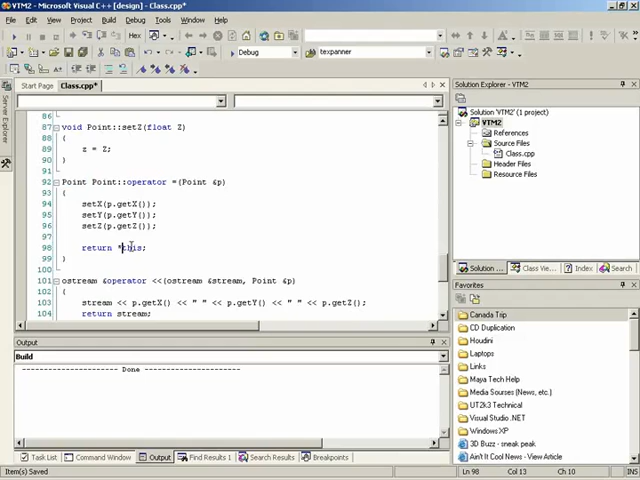 VTM2 - Microsoft Visual C++ [design] - Class.cpp*
File Edit View Project Build Debug Tools Window Help
Hex
Debug
texpanner
Server Explorer
Start Page Class.cpp*
86
87 void Point::setZ(float Z)
88 {
89 z = Z;
90 }
91
92 Point Point::operator =(Point &p)
93 {
94 setX(p.getX());
95 setY(p.getY());
96 setZ(p.getZ());
97
98 return *this;
99 }
100
101 ostream &operator <<(ostream &stream, Point &p)
102 {
103 stream << p.getX() << " " << p.getY() << " " << p.getZ();
104 return stream;
Output
Build
---------------------- Done ----------------------
Task List Command Window Output Find Results 1 Search Results Breakpoints
Solution Explorer - VTM2
Solution 'VTM2' (1 project)
VTM2
References
Source Files
Class.cpp
Header Files
Resource Files
Solution ... Class Vie... Index Search
Favorites
Canada Trip
CD Duplication
Houdini
Laptops
Links
Maya Tech Help
Media Sources (News, etc.)
UT2k3 Technical
Visual Studio .NET
Windows XP
3D Buzz - sneak peak
Ain't It Cool News View Article
Item(s) Saved
Ln 98 Col 13 Ch 10 INS